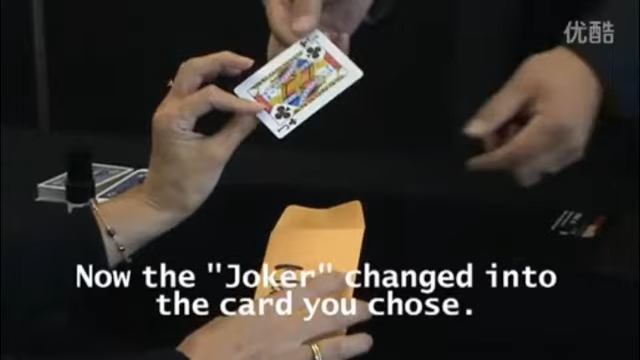 优酷
J
J
Now the "Joker" changed into
the card you chose.